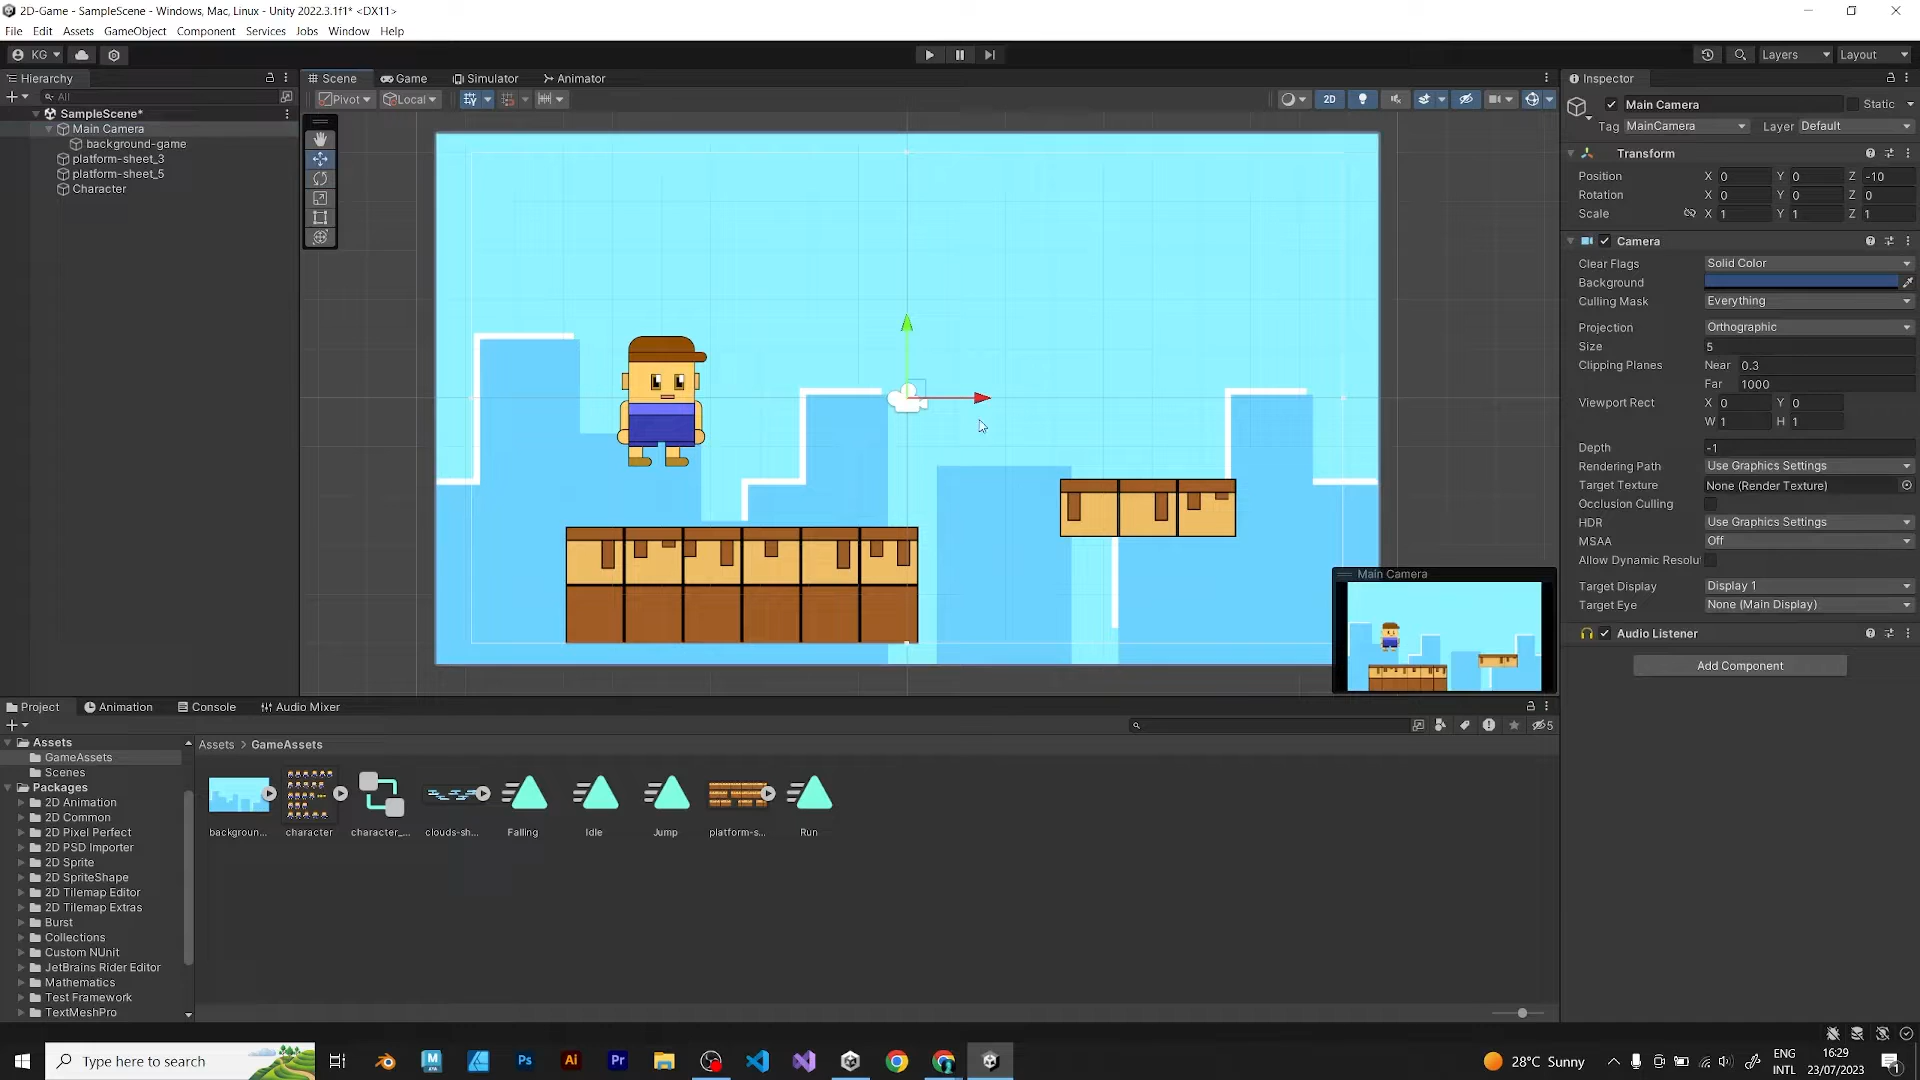 2D-Game - SampleScene - Windows, Mac, Linux - Unity 2022.3.1f1* <DX11>
File Edit Assets GameObject Component Services Jobs Window Help
KG Layers Layout
Hierarchy
All
SampleScene*
Main Camera
background-game
platform-sheet_3
platform-sheet_5
Character
Scene Game Simulator Animator
Pivot Local 2D
Inspector
Main Camera Static
Tag MainCamera Layer Default
Transform
Position X 0 Y 0 Z -10
Rotation X 0 Y 0 Z 0
Scale X 1 Y 1 Z 1
Camera
Clear Flags Solid Color
Background
Culling Mask Everything
Projection Orthographic
Size 5
Clipping Planes Near 0.3
Far 1000
Viewport Rect X 0 Y 0
W 1 H 1
Depth -1
Rendering Path Use Graphics Settings
Target Texture None (Render Texture)
Occlusion Culling
HDR Use Graphics Settings
MSAA Off
Allow Dynamic Resolu
Target Display Display 1
Target Eye None (Main Display)
Audio Listener
Add Component
Main Camera
Project Animation Console Audio Mixer
5
Assets
GameAssets
Scenes
Packages
2D Animation
2D Common
2D Pixel Perfect
2D PSD Importer
2D Sprite
2D SpriteShape
2D Tilemap Editor
2D Tilemap Extras
Burst
Collections
Custom NUnit
JetBrains Rider Editor
Mathematics
Test Framework
TextMeshPro
Assets > GameAssets
backgroun... character character_... clouds-sh... Falling Idle Jump platform-s... Run
Type here to search
Ps Ai Pr
28°C Sunny
ENG
INTL
16:29
23/07/2023
1